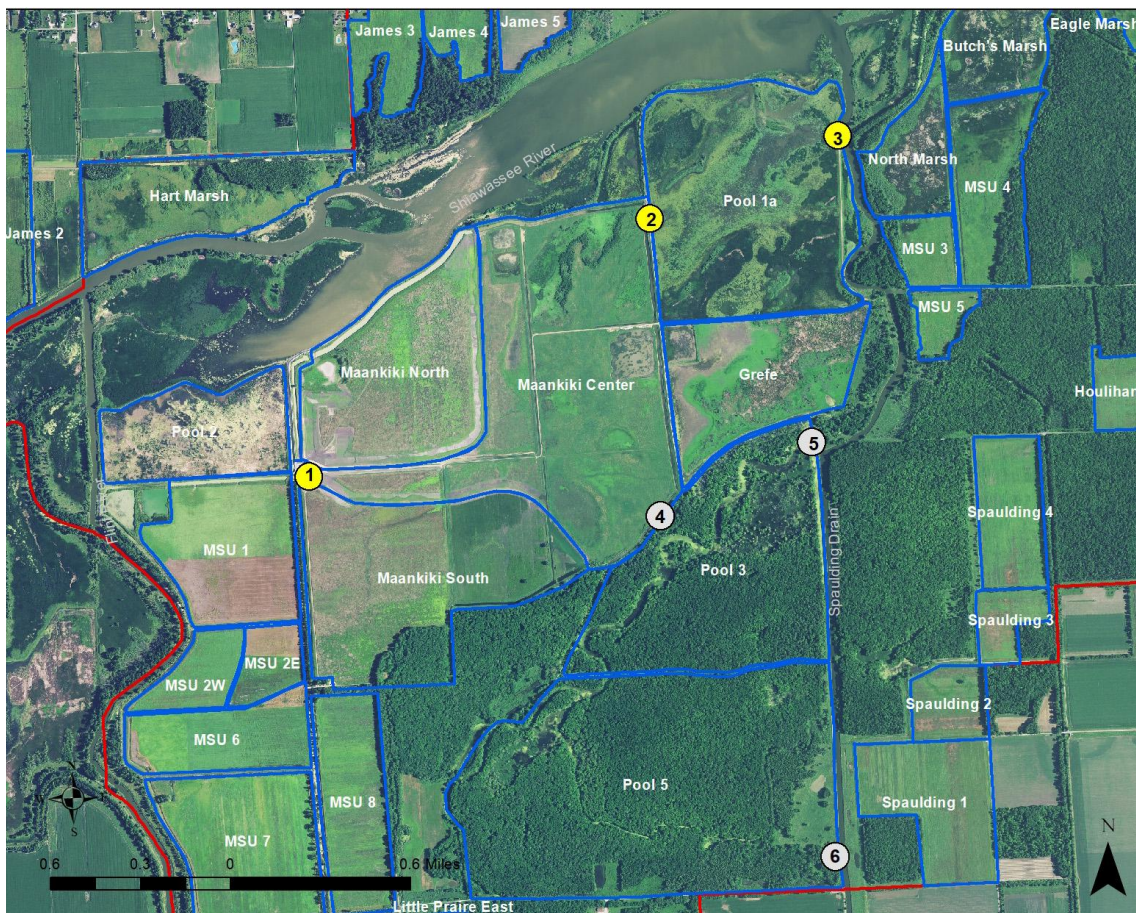 James 3
James 4
James 5
Eagle Marsh
Butch's Marsh
North Marsh
Hart Marsh
Shiawassee River
3
MSU 4
Pool 1a
2
James 2
MSU 3
MSU 5
Maankiki North
Maankiki Center
Grefe
Houlihan
Pool 2
5
1
4
Spaulding 4
MSU 1
Pool 3
Spaulding Drain
Maankiki South
Spaulding 3
MSU 2E
MSU 2W
Spaulding 2
MSU 6
Pool 5
Spaulding 1
MSU 8
N
S
MSU 7
6
N
0.6 0.3 0 0.6 Miles
Little Praire East